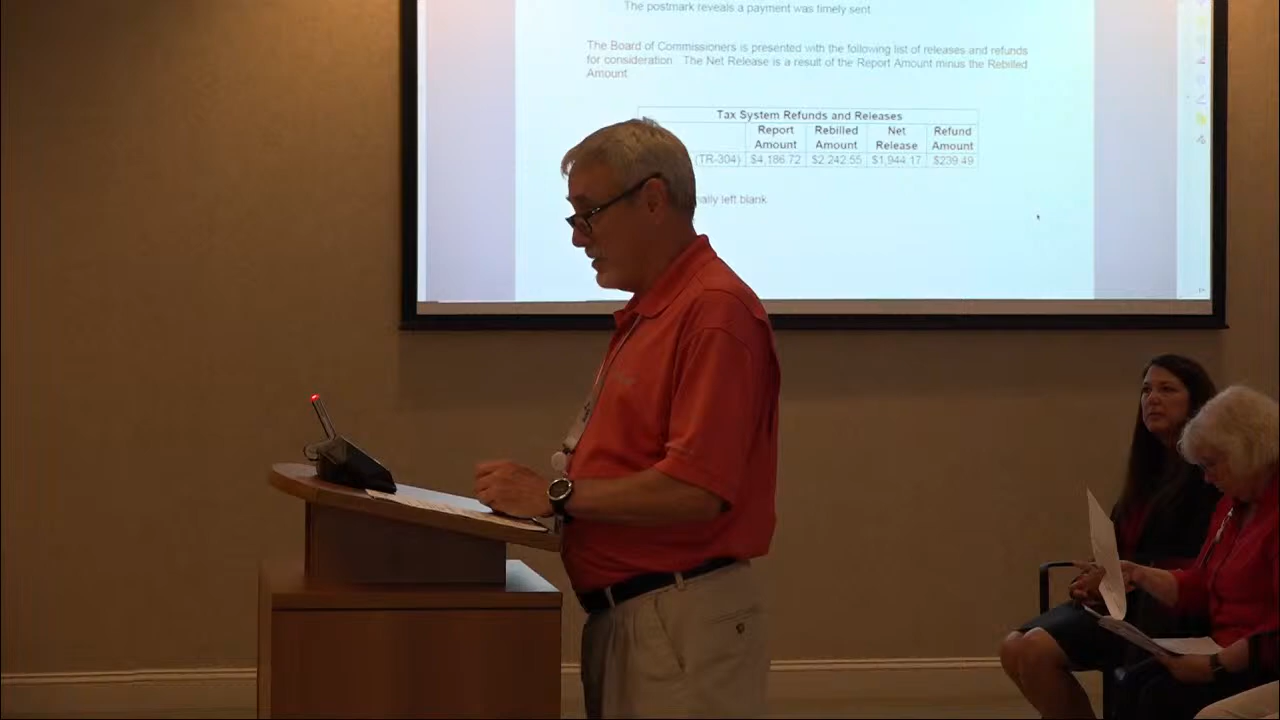 The postmark reveals a payment was timely sent
The Board of Commissioners is presented with the following list of releases and refunds
for consideration The Net Release is a result of the Report Amount minus the Rebilled
Amount
Tax System Refunds and Releases
Report Amount Rebilled Amount Net Release Refund Amount
(TR-304) $4,186.72 $2,242.55 $1,944.17 $239.49
left blank